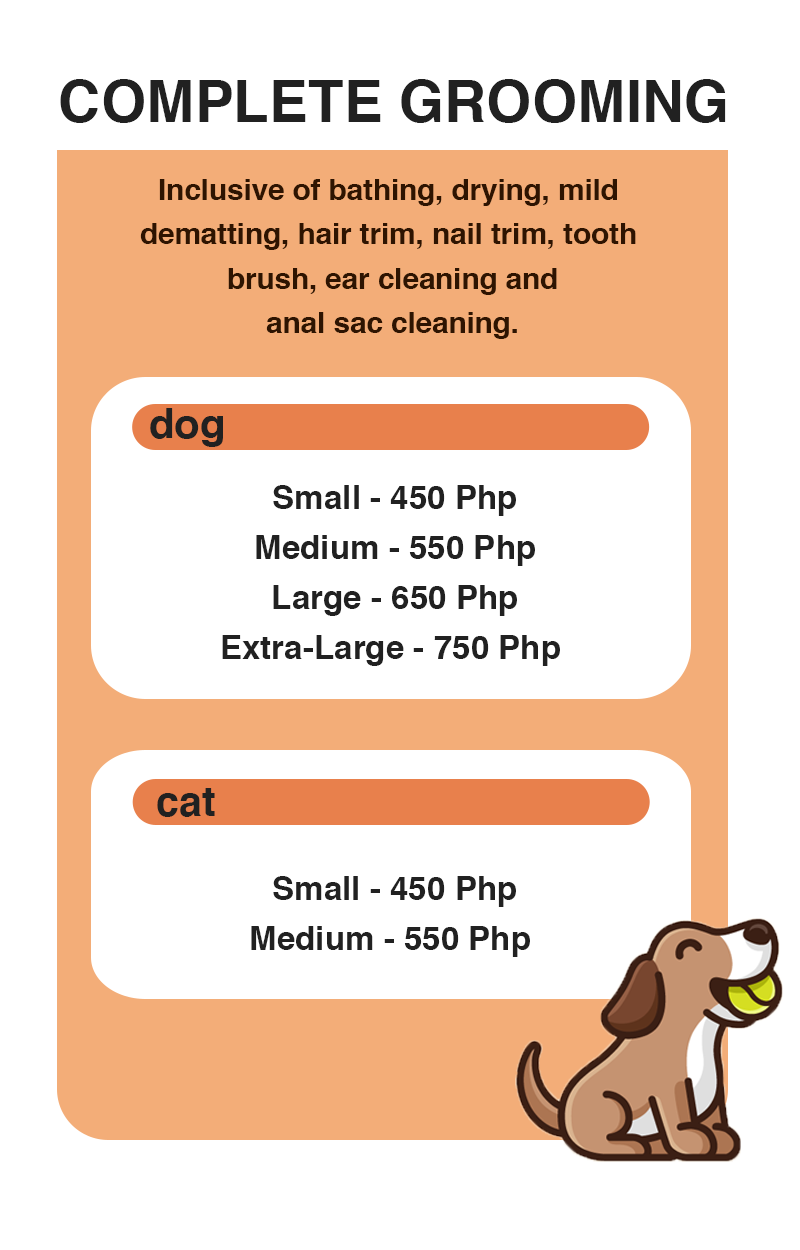 COMPLETE GROOMING
Inclusive of bathing, drying, mild
dematting, hair trim, nail trim, tooth
brush, ear cleaning and
anal sac cleaning.
dog
Small - 450 Php
Medium - 550 Php
Large - 650 Php
Extra-Large - 750 Php
cat
Small - 450 Php
Medium - 550 Php